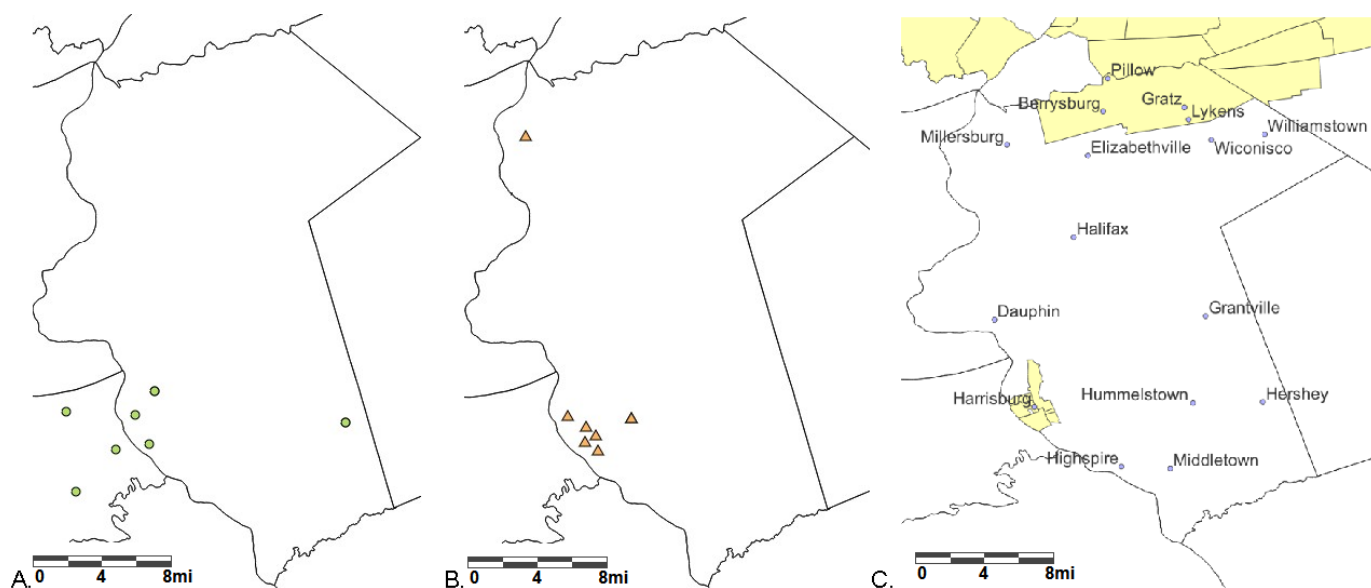 Pillow
Berrysburg
Gratz
Lykens
Williamstown
Millersburg
Elizabethville
Wiconisco
Halifax
Dauphin
Grantville
Harrisburg
Hummelstown
Hershey
Highspire
Middletown
A.
0 4 8mi
B.
0 4 8mi
C.
0 4 8mi